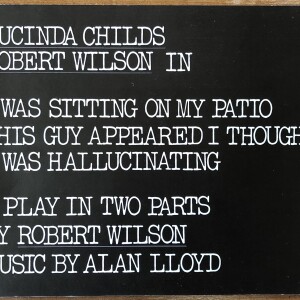 UCINDA CHILDS
OBERT WILSON IN
WAS SITTING ON MY PATIO
HIS GUY APPEARED I THOUGH
WAS HALLUCINATING
PLAY IN TWO PARTS
Y ROBERT WILSON
USIC BY ALAN LLOYD